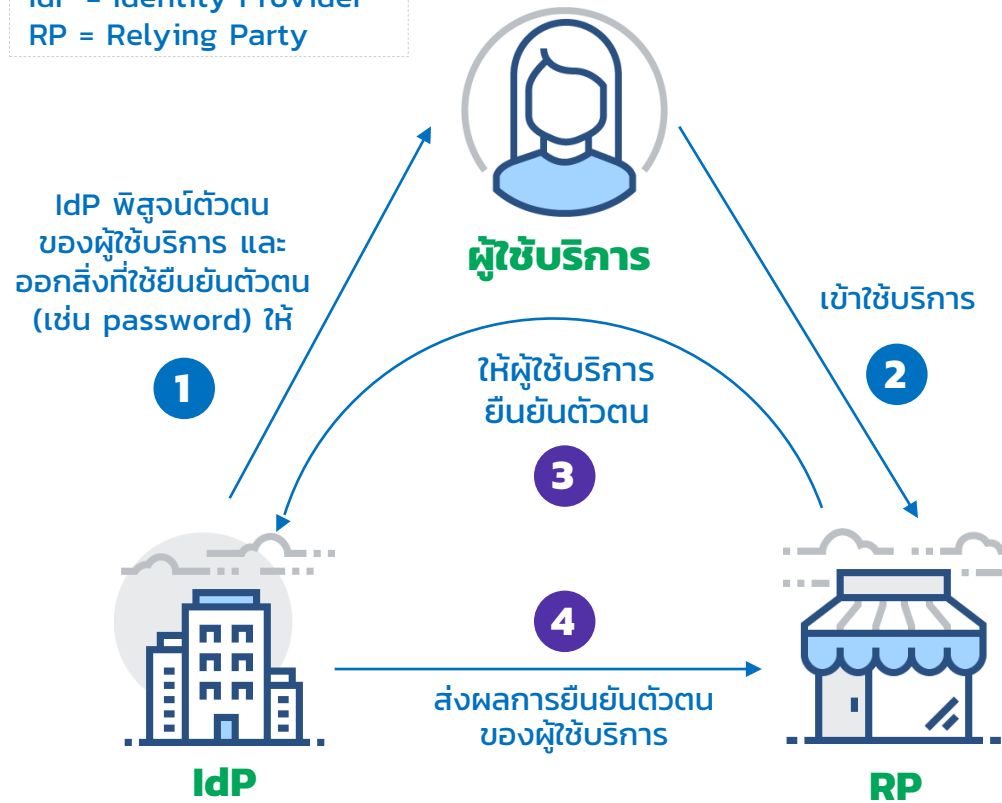 IdP = Identity Provider
RP = Relying Party
IdP พิสูจน์ตัวตน
ของผู้ใช้บริการ และ
ออกสิ่งที่ใช้ยืนยันตัวตน
(เช่น password) ให้
1
ผู้ใช้บริการ
เข้าใช้บริการ
2
ให้ผู้ใช้บริการ
ยืนยันตัวตน
3
4
ส่งผลการยืนยันตัวตน
ของผู้ใช้บริการ
IdP
RP